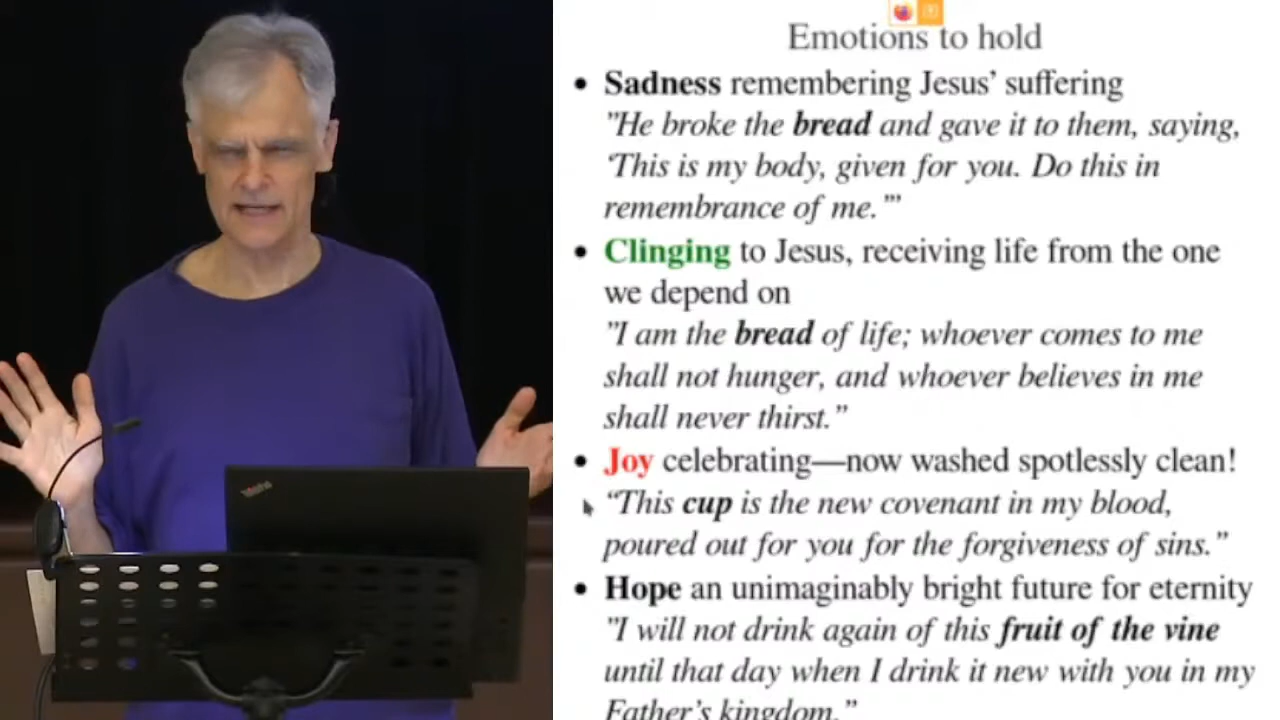 Emotions to hold
• Sadness remembering Jesus’ suffering
”He broke the bread and gave it to them, saying,
‘This is my body, given for you. Do this in
remembrance of me.’”
• Clinging to Jesus, receiving life from the one
we depend on
”I am the bread of life; whoever comes to me
shall not hunger, and whoever believes in me
shall never thirst.”
• Joy celebrating—now washed spotlessly clean!
“This cup is the new covenant in my blood,
poured out for you for the forgiveness of sins.”
• Hope an unimaginably bright future for eternity
”I will not drink again of this fruit of the vine
until that day when I drink it new with you in my
Father’s kingdom.”